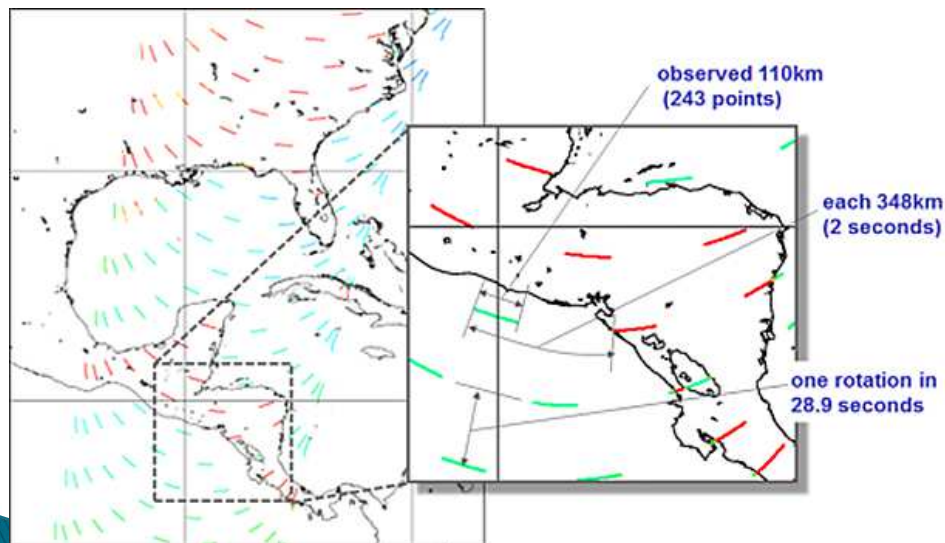 observed 110km
(243 points)
each 348km
(2 seconds)
one rotation in
28.9 seconds